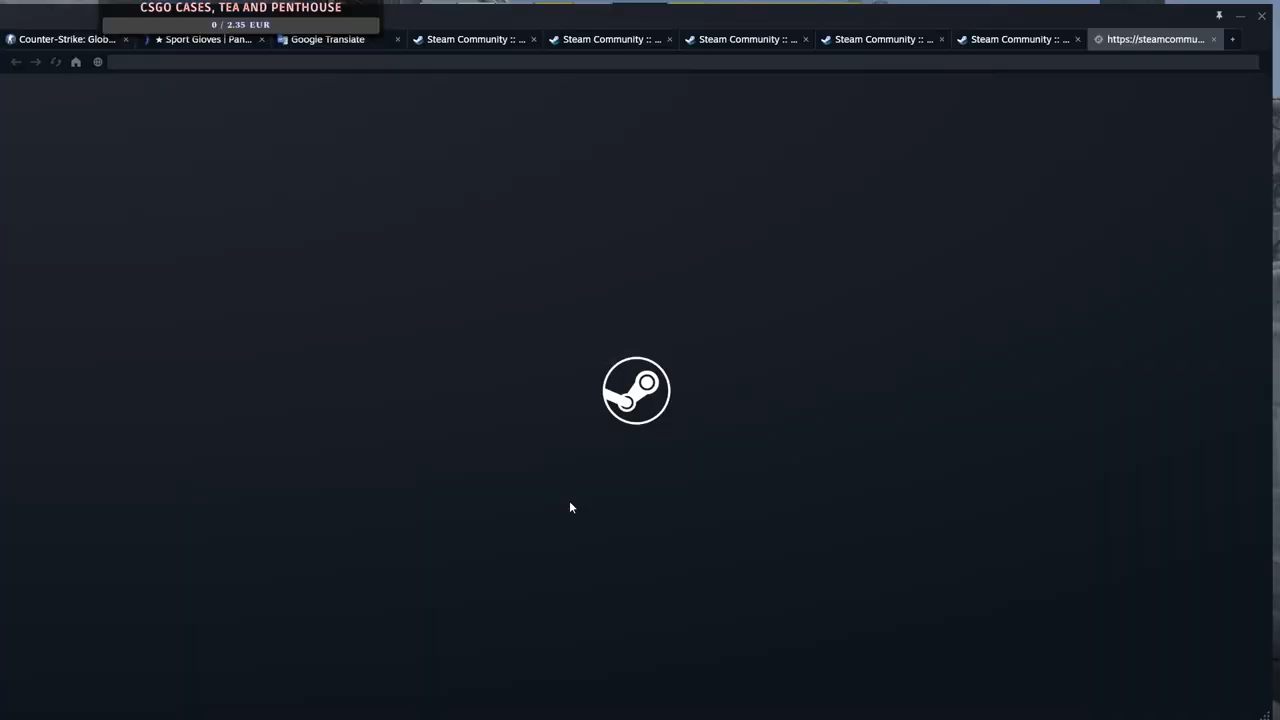 CSGO CASES, TEA AND PENTHOUSE
0 / 2.35 EUR
Counter-Strike: Glob...
★ Sport Gloves | Pan...
Google Translate
Steam Community :: ...
Steam Community :: ...
Steam Community :: ...
Steam Community :: ...
Steam Community :: ...
https://steamcommu...